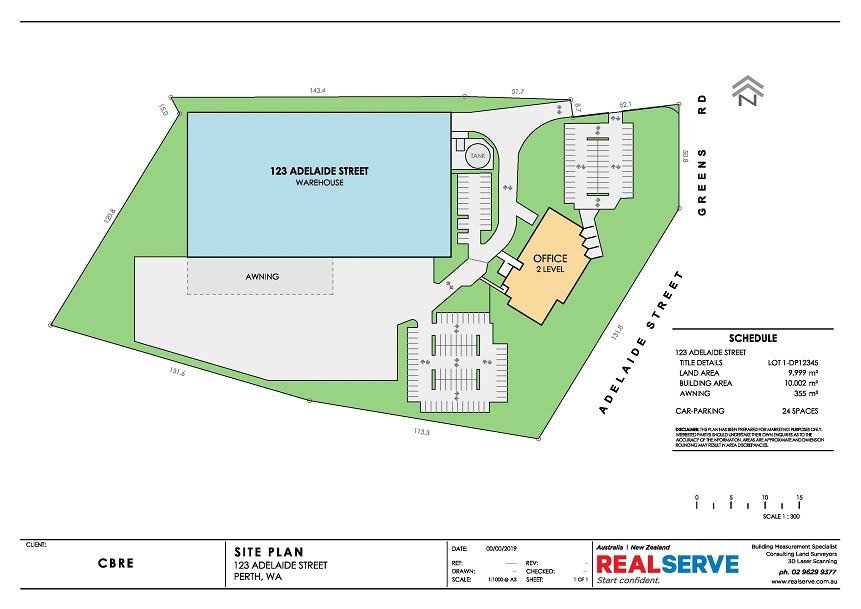 143.4
51.7
8.7
52.1
15.0
GREENS RD
N
TANK
50.8
123 ADELAIDE STREET
WAREHOUSE
120.8
OFFICE
2 LEVEL
AWNING
ADELAIDE STREET
131.8
131.6
113.3
SCHEDULE
123 ADELAIDE STREET
TITLE DETAILS LOT 1-DP12345
LAND AREA 9,999 m²
BUILDING AREA 10,002 m²
AWNING 355 m²
CAR-PARKING 24 SPACES
DISCLAIMER: THIS PLAN HAS BEEN PREPARED FOR MARKETING PURPOSES ONLY.
INTERESTED PARTIES SHOULD UNDERTAKE THEIR OWN ENQUIRIES AS TO THE
ACCURACY OF THE INFORMATION. AREAS ARE APPROXIMATE AND DIMENSION
ROUNDING MAY RESULT IN AREA DISCREPANCIES.
0 5 10 15
SCALE 1 : 300
CLIENT:
CBRE
SITE PLAN
123 ADELAIDE STREET
PERTH, WA
DATE: 00/00/2019
REF: REV:
DRAWN: CHECKED:
SCALE: 1:1000 @ A3 SHEET: 1 OF 1
Australia | New Zealand
REALSERVE
Start confident.
Building Measurement Specialist
Consulting Land Surveyors
3D Laser Scanning
ph. 02 9629 9377
www.realserve.com.au